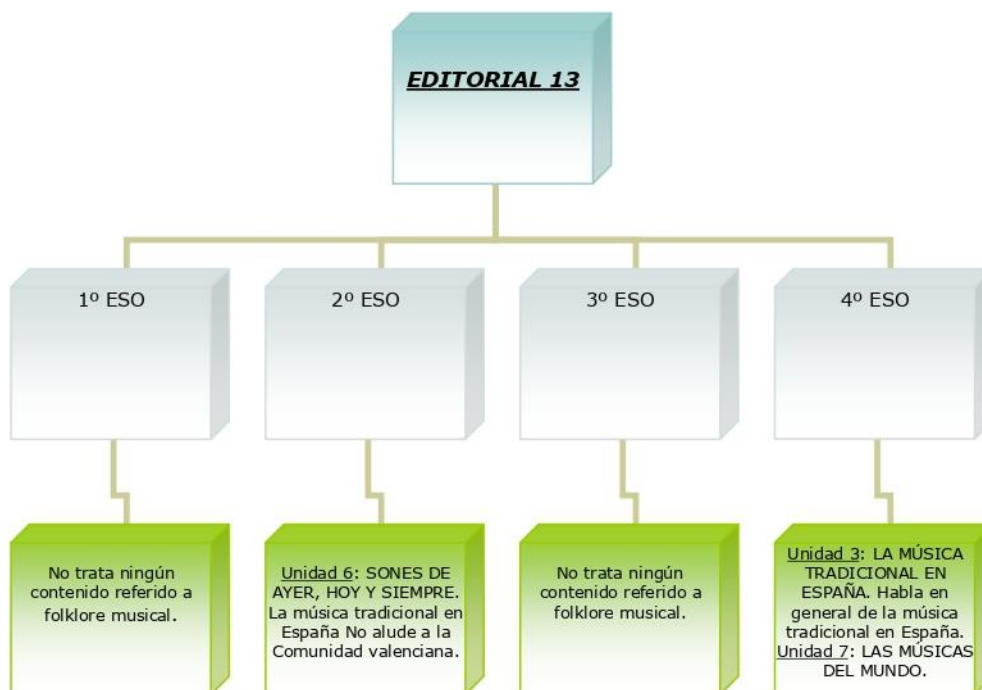 EDITORIAL 13
1º ESO
2º ESO
3º ESO
4º ESO
No trata ningún
contenido referido a
folklore musical.
Unidad 6: SONES DE
AYER, HOY Y SIEMPRE.
La música tradicional en
España No alude a la
Comunidad valenciana.
No trata ningún
contenido referido a
folklore musical.
Unidad 3: LA MÚSICA
TRADICIONAL EN
ESPAÑA. Habla en
general de la música
tradicional en España.
Unidad 7: LAS MÚSICAS
DEL MUNDO.